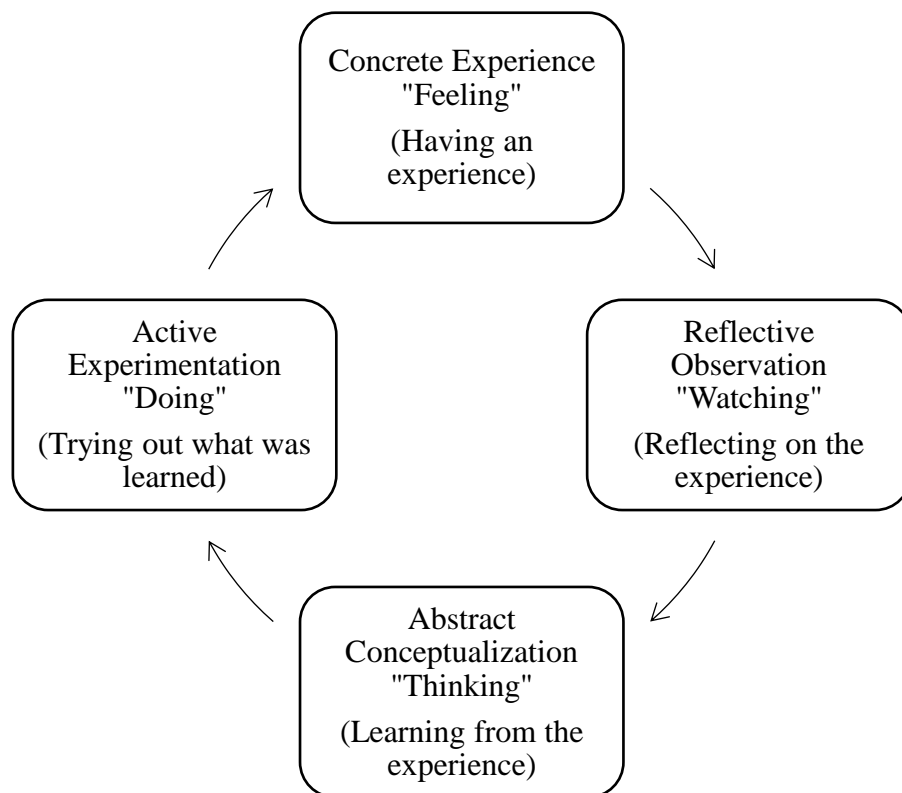 Concrete Experience
"Feeling"
(Having an
experience)
Active
Experimentation
"Doing"
(Trying out what was
learned)
Reflective
Observation
"Watching"
(Reflecting on the
experience)
Abstract
Conceptualization
"Thinking"
(Learning from the
experience)